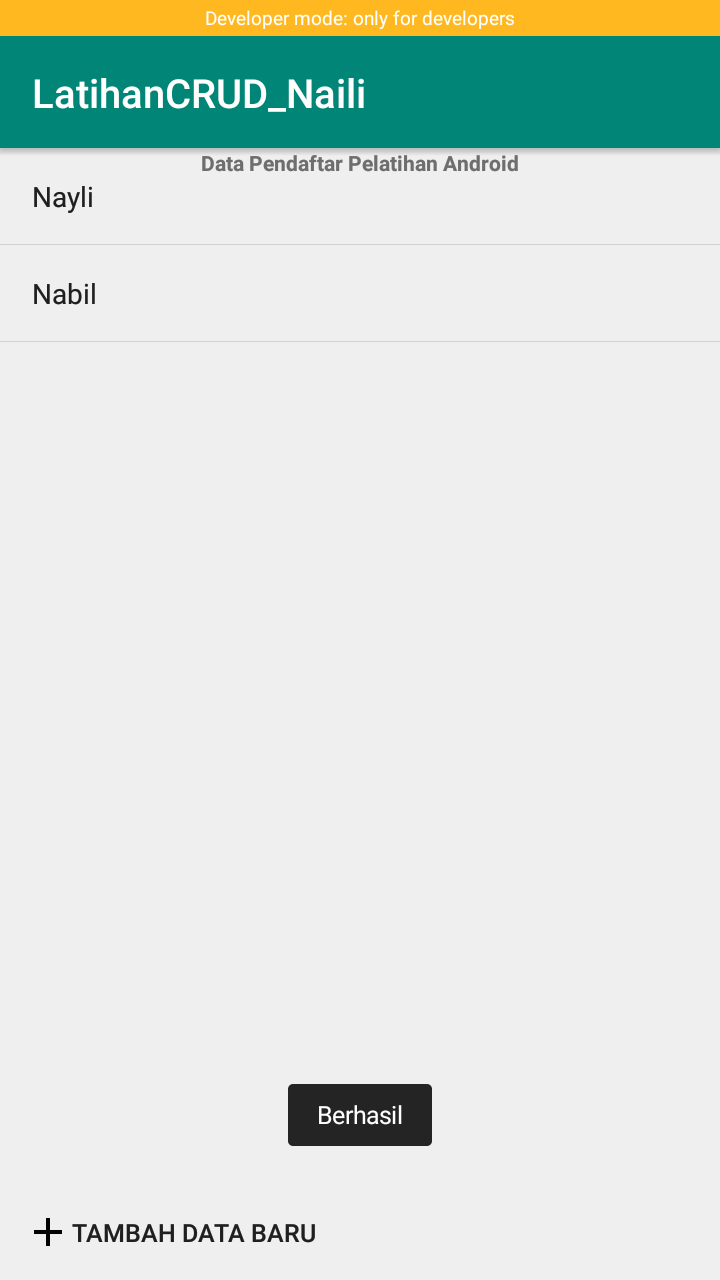 Developer mode: only for developers
LatihanCRUD_Naili
Data Pendaftar Pelatihan Android
Nayli
Nabil
Berhasil
TAMBAH DATA BARU